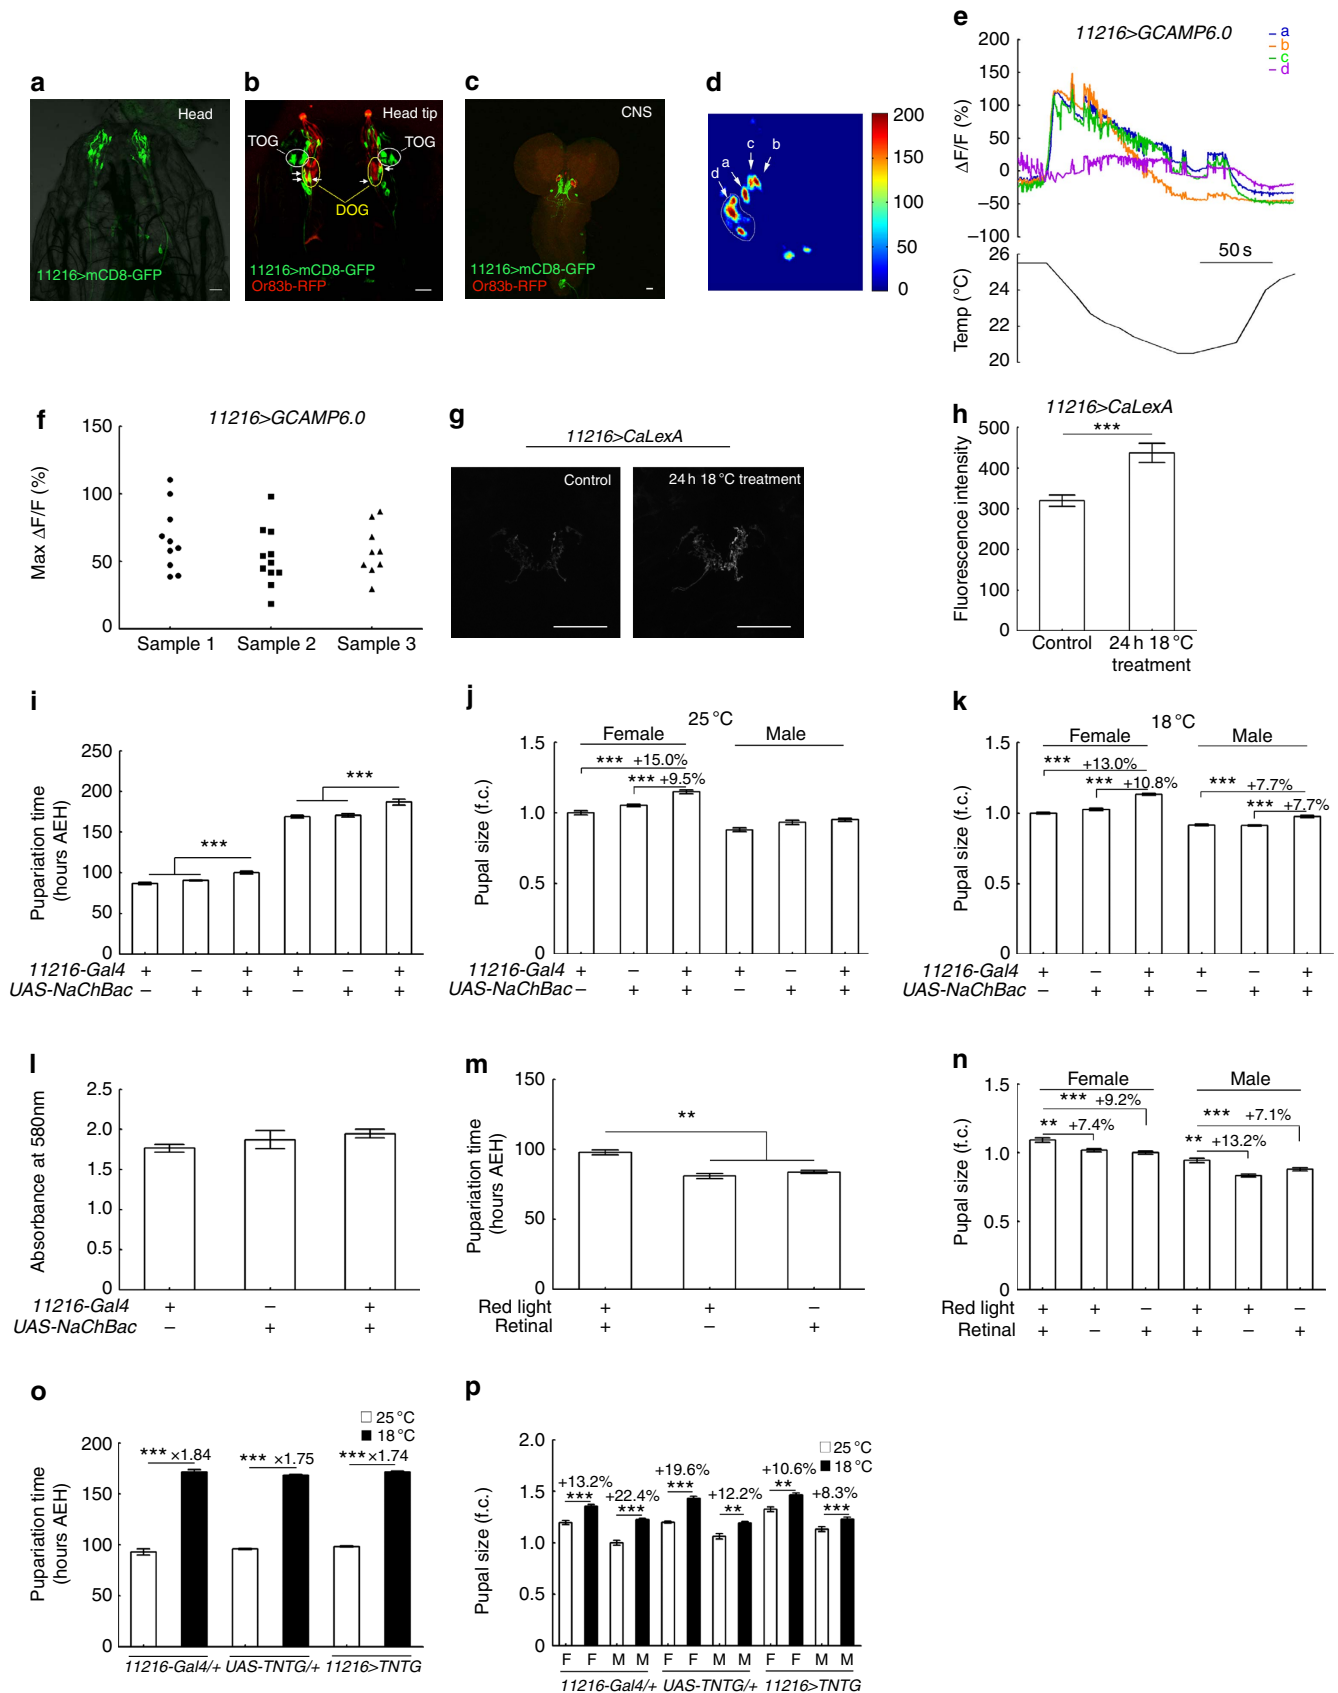 a
Head
11216>mCD8-GFP
b
Head tip
TOG
TOG
DOG
11216>mCD8-GFP
Or83b-RFP
c
CNS
11216>mCD8-GFP
Or83b-RFP
d
a
b
c
d
200
150
100
50
0
e
11216>GCAMP6.0
a
b
c
d
ΔF/F (%)
200
150
100
50
0
−50
−100
50 s
Temp (°C)
26
24
22
20
f
11216>GCAMP6.0
Max ΔF/F (%)
150
100
50
0
Sample 1 Sample 2 Sample 3
g
11216>CaLexA
Control
24 h 18 °C treatment
h
11216>CaLexA
***
Fluorescence intensity
500
400
300
200
100
0
Control 24 h 18 °C
treatment
i
Pupariation time
(hours AEH)
250
200
150
100
50
0
*** ***
11216-Gal4 + − + + − +
UAS-NaChBac − + + − + +
j
25 °C
Female Male
*** +15.0%
*** +9.5%
Pupal size (f.c.)
1.5
1.0
0.5
0
11216-Gal4 + − + + − +
UAS-NaChBac − + + − + +
k
18 °C
Female Male
*** +13.0%
*** +10.8%
*** +7.7%
*** +7.7%
Pupal size (f.c.)
1.5
1.0
0.5
0
11216-Gal4 + − + + − +
UAS-NaChBac − + + − + +
l
Absorbance at 580nm
2.5
2.0
1.5
1.0
0.5
0
11216-Gal4 + − +
UAS-NaChBac − + +
m
Pupariation time
(hours AEH)
150
100
50
0
**
Red light + + −
Retinal + − +
n
Female Male
*** +9.2%
** +7.4%
*** +7.1%
** +13.2%
Pupal size (f.c.)
1.5
1.0
0.5
0
Red light + + − + + −
Retinal + − + + − +
o
25 °C
18 °C
Pupariation time
(hours AEH)
200
150
100
50
0
*** ×1.84 *** ×1.75 *** ×1.74
11216-Gal4/+ UAS-TNTG/+ 11216>TNTG
p
25 °C
18 °C
Pupal size (f.c.)
2.0
1.5
1.0
0.5
0
+13.2% *** +22.4% *** +19.6% *** +12.2% ** +10.6% ** +8.3% ***
F F M M F F M M F F M M
11216-Gal4/+ UAS-TNTG/+ 11216>TNTG